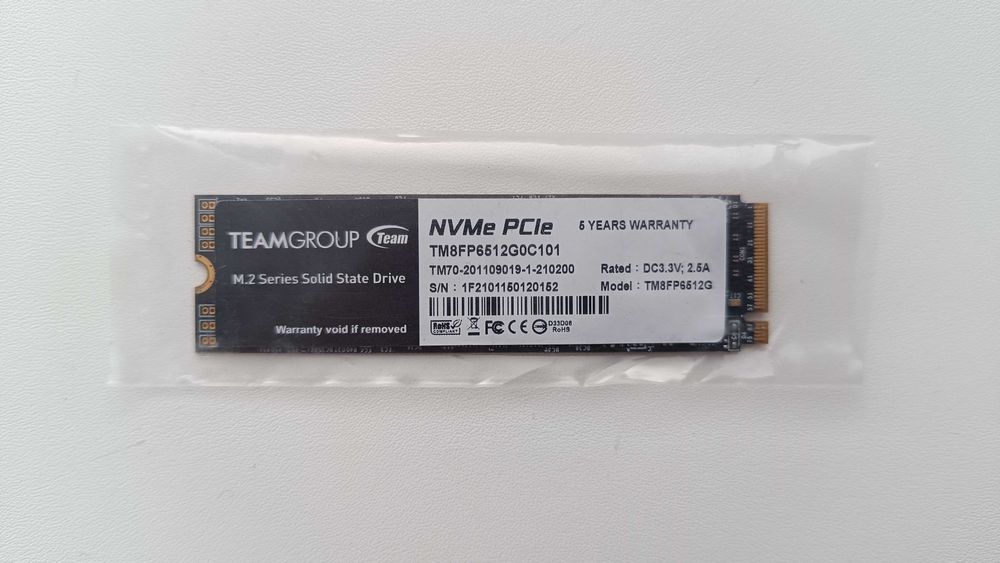 TEAMGROUP Team
M.2 Series Solid State Drive
Warranty void if removed
NVMe PCIe 5 YEARS WARRANTY
TM8FP6512G0C101
TM70-201109019-1-210200 Rated : DC3.3V; 2.5A
S/N : 1F2101150120152 Model : TM8FP6512G
RoHS COMPLIANT FC CE D33D08
RoHS